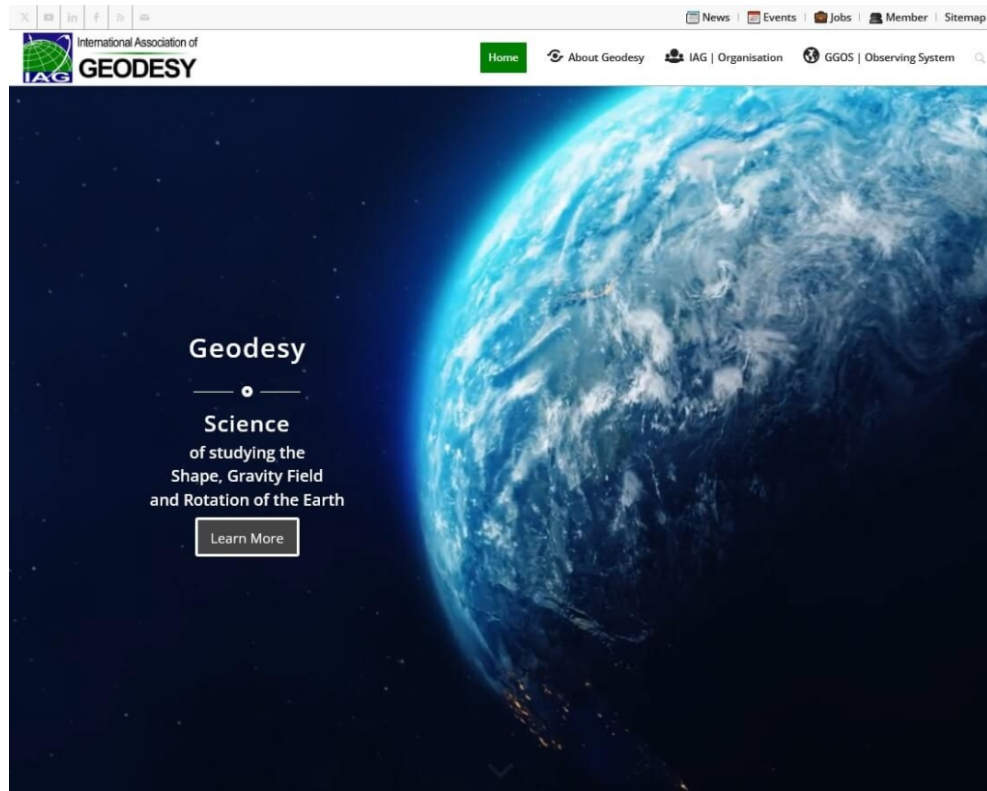 News | Events | Jobs | Member | Sitemap
International Association of
GEODESY
IAG
Home About Geodesy IAG | Organisation GGOS | Observing System
Geodesy
Science
of studying the
Shape, Gravity Field
and Rotation of the Earth
Learn More